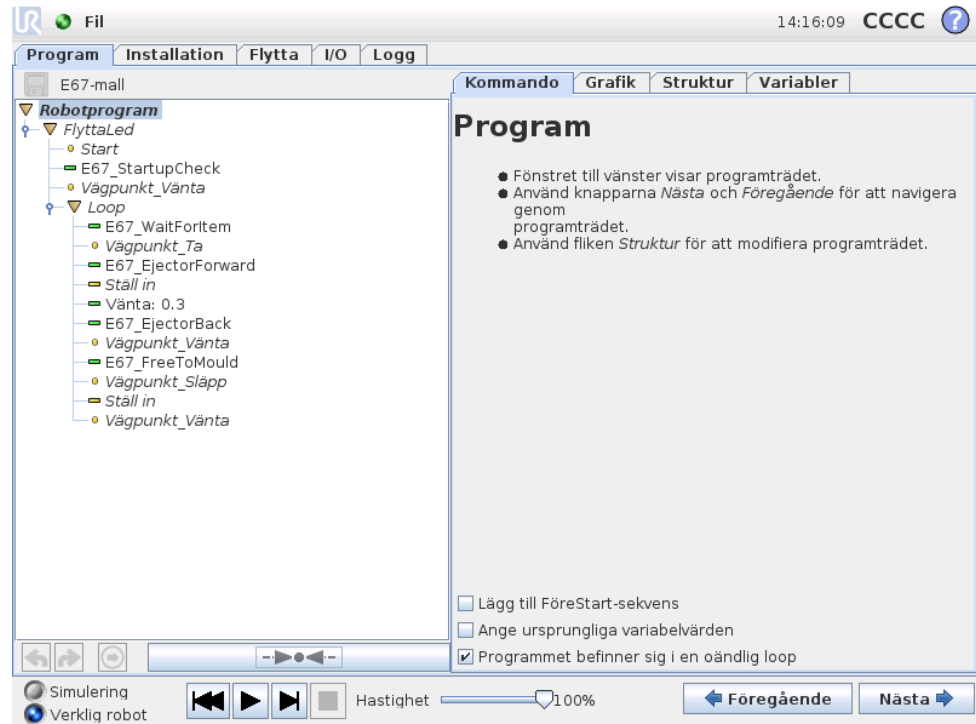 UR Fil 14:16:09 CCCC ?
Program Installation Flytta I/O Logg
E67-mall
Robotprogram
FlyttaLed
Start
E67_StartupCheck
Vägpunkt_Vänta
Loop
E67_WaitForItem
Vägpunkt_Ta
E67_EjectorForward
Ställ in
Vänta: 0.3
E67_EjectorBack
Vägpunkt_Vänta
E67_FreeToMould
Vägpunkt_Släpp
Ställ in
Vägpunkt_Vänta
Kommando Grafik Struktur Variabler
Program
Fönstret till vänster visar programträdet.
Använd knapparna Nästa och Föregående för att navigera
genom
programträdet.
Använd fliken Struktur för att modifiera programträdet.
Lägg till FöreStart-sekvens
Ange ursprungliga variabelvärden
Programmet befinner sig i en oändlig loop
Simulering
Verklig robot
Hastighet 100%
Föregående Nästa